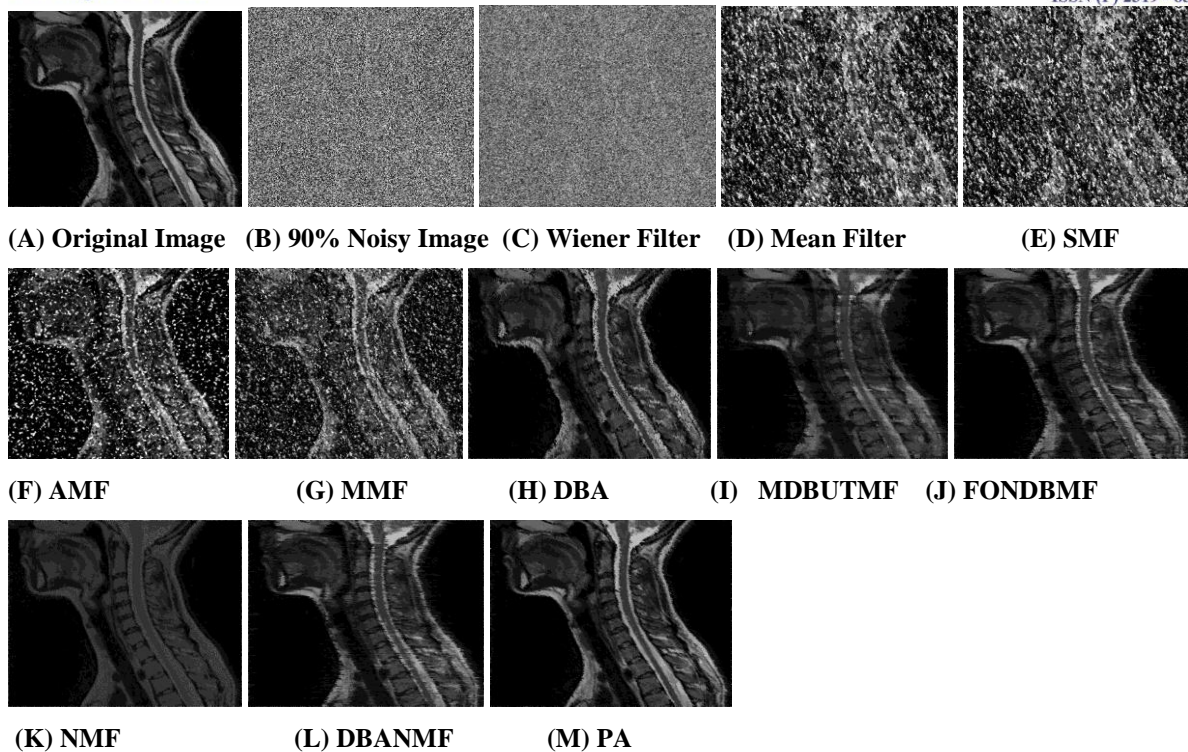 (A) Original Image (B) 90% Noisy Image (C) Wiener Filter (D) Mean Filter (E) SMF
(F) AMF (G) MMF (H) DBA (I) MDBUTMF (J) FONDBMF
(K) NMF (L) DBANMF (M) PA